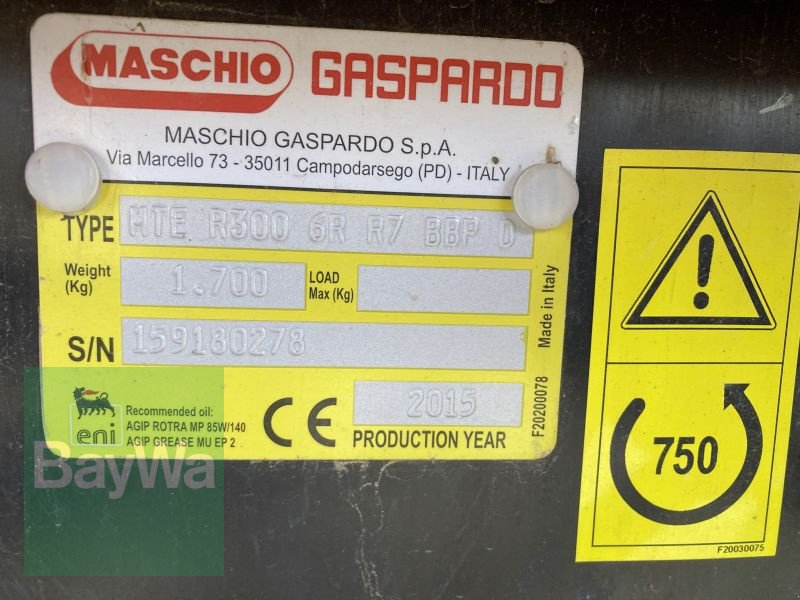 MASCHIO GASPARDO
MASCHIO GASPARDO S.p.A.
Via Marcello 73 - 35011 Campodarsego (PD) - ITALY
TYPE MTE R300 6R R7 BBP 0
Weight (Kg) 1.700 LOAD Max (Kg)
S/N 159180278
eni
Recommended oil:
AGIP ROTRA MP 85W/140
AGIP GREASE MU EP 2
CE
2015
PRODUCTION YEAR
F20200078 Made in Italy
BayWa
!
750
F20030075